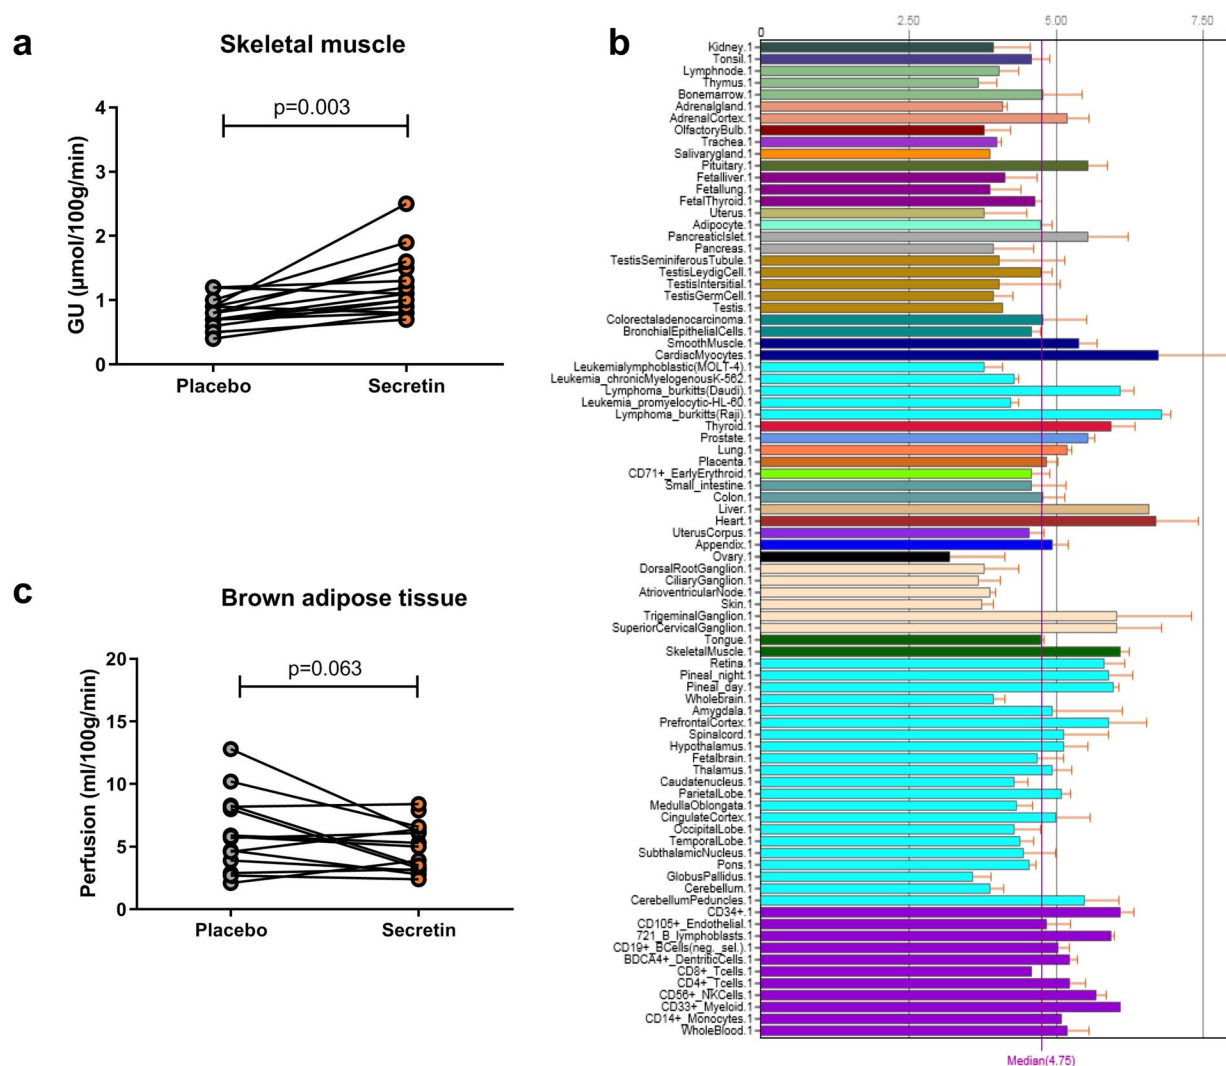 a
Skeletal muscle
p=0.003
GU (µmol/100g/min)
4
3
2
1
0
Placebo
Secretin
b
0
2.50
5.00
7.50
Kidney.1
Tonsil.1
Lymphnode.1
Thymus.1
Bonemarrow.1
Adrenalgland.1
AdrenalCortex.1
OlfactoryBulb.1
Trachea.1
Salivarygland.1
Pituitary.1
Fetalliver.1
Fetallung.1
FetalThyroid.1
Uterus.1
Adipocyte.1
PancreaticIslet.1
Pancreas.1
TestisSeminiferousTubule.1
TestisLeydigCell.1
TestisIntersitial.1
TestisGermCell.1
Testis.1
Colorectaladenocarcinoma.1
BronchialEpithelialCells.1
SmoothMuscle.1
CardiacMyocytes.1
Leukemialymphoblastic(MOLT-4).1
Leukemia_chronicMyelogenousK-562.1
Lymphoma_burkitts(Daudi).1
Leukemia_promyelocytic-HL-60.1
Lymphoma_burkitts(Raji).1
Thyroid.1
Prostate.1
Lung.1
Placenta.1
CD71+_EarlyErythroid.1
Small_intestine.1
Colon.1
Liver.1
Heart.1
UterusCorpus.1
Appendix.1
Ovary.1
DorsalRootGanglion.1
CiliaryGanglion.1
AtrioventricularNode.1
Skin.1
TrigeminalGanglion.1
SuperiorCervicalGanglion.1
Tongue.1
SkeletalMuscle.1
Retina.1
Pineal_night.1
Pineal_day.1
Wholebrain.1
Amygdala.1
PrefrontalCortex.1
Spinalcord.1
Hypothalamus.1
Fetalbrain.1
Thalamus.1
Caudatenucleus.1
ParietalLobe.1
MedullaOblongata.1
CingulateCortex.1
OccipitalLobe.1
TemporalLobe.1
SubthalamicNucleus.1
Pons.1
GlobusPallidus.1
Cerebellum.1
CerebellumPeduncles.1
CD34+.1
CD105+_Endothelial.1
721_B_lymphoblasts.1
CD19+_BCells(neg._sel.).1
BDCA4+_DentriticCells.1
CD8+_Tcells.1
CD4+_Tcells.1
CD56+_NKCells.1
CD33+_Myeloid.1
CD14+_Monocytes.1
WholeBlood.1
Median(4.75)
c
Brown adipose tissue
p=0.063
Perfusion (ml/100g/min)
20
15
10
5
0
Placebo
Secretin